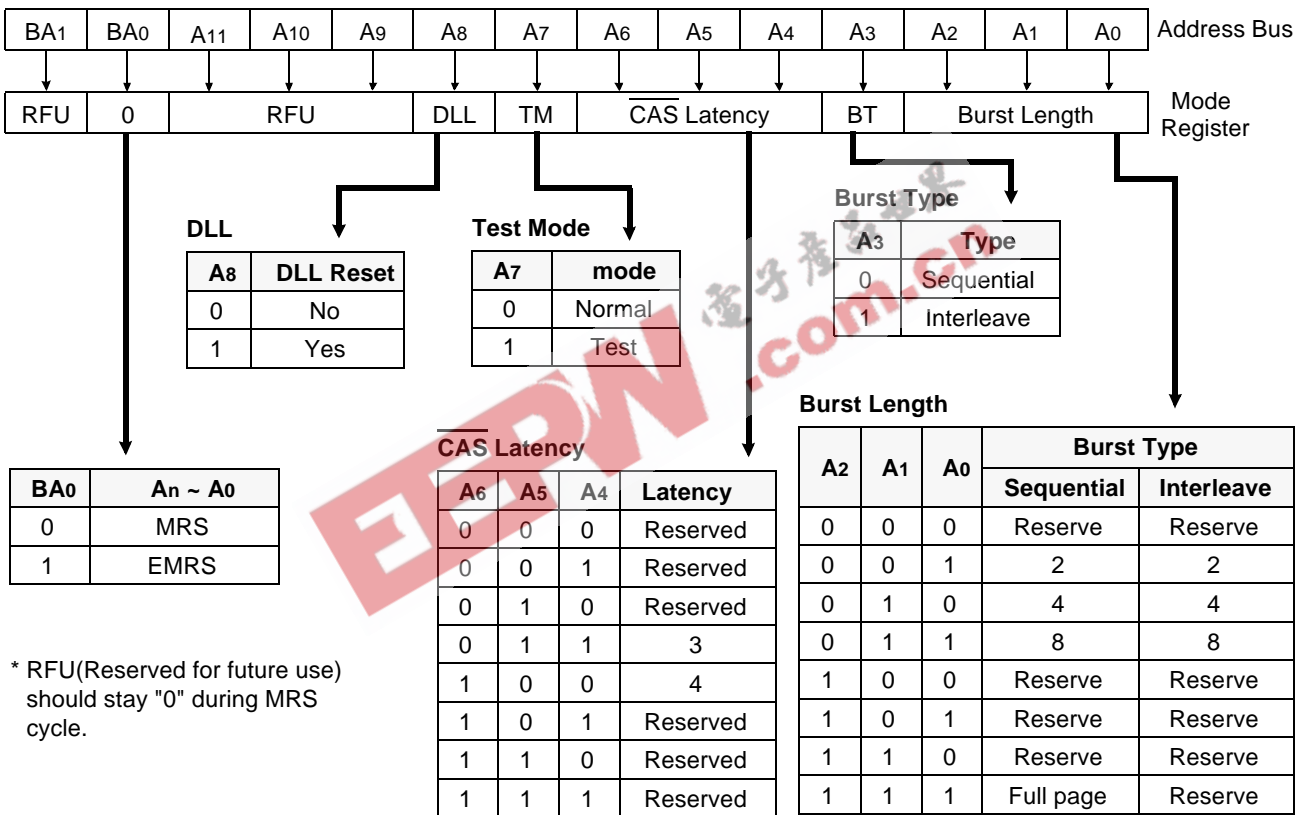 BA1 BA0 A11 A10 A9 A8 A7 A6 A5 A4 A3 A2 A1 A0 Address Bus
RFU 0 RFU DLL TM CAS Latency BT Burst Length Mode Register
DLL
A8 DLL Reset
0 No
1 Yes
Test Mode
A7 mode
0 Normal
1 Test
Burst Type
A3 Type
0 Sequential
1 Interleave
BA0 An ~ A0
0 MRS
1 EMRS
* RFU(Reserved for future use)
should stay "0" during MRS
cycle.
CAS Latency
A6 A5 A4 Latency
0 0 0 Reserved
0 0 1 Reserved
0 1 0 Reserved
0 1 1 3
1 0 0 4
1 0 1 Reserved
1 1 0 Reserved
1 1 1 Reserved
Burst Length
A2 A1 A0 Burst Type
Sequential Interleave
0 0 0 Reserve Reserve
0 0 1 2 2
0 1 0 4 4
0 1 1 8 8
1 0 0 Reserve Reserve
1 0 1 Reserve Reserve
1 1 0 Reserve Reserve
1 1 1 Full page Reserve
EEPW .com.cn
電子產品世界